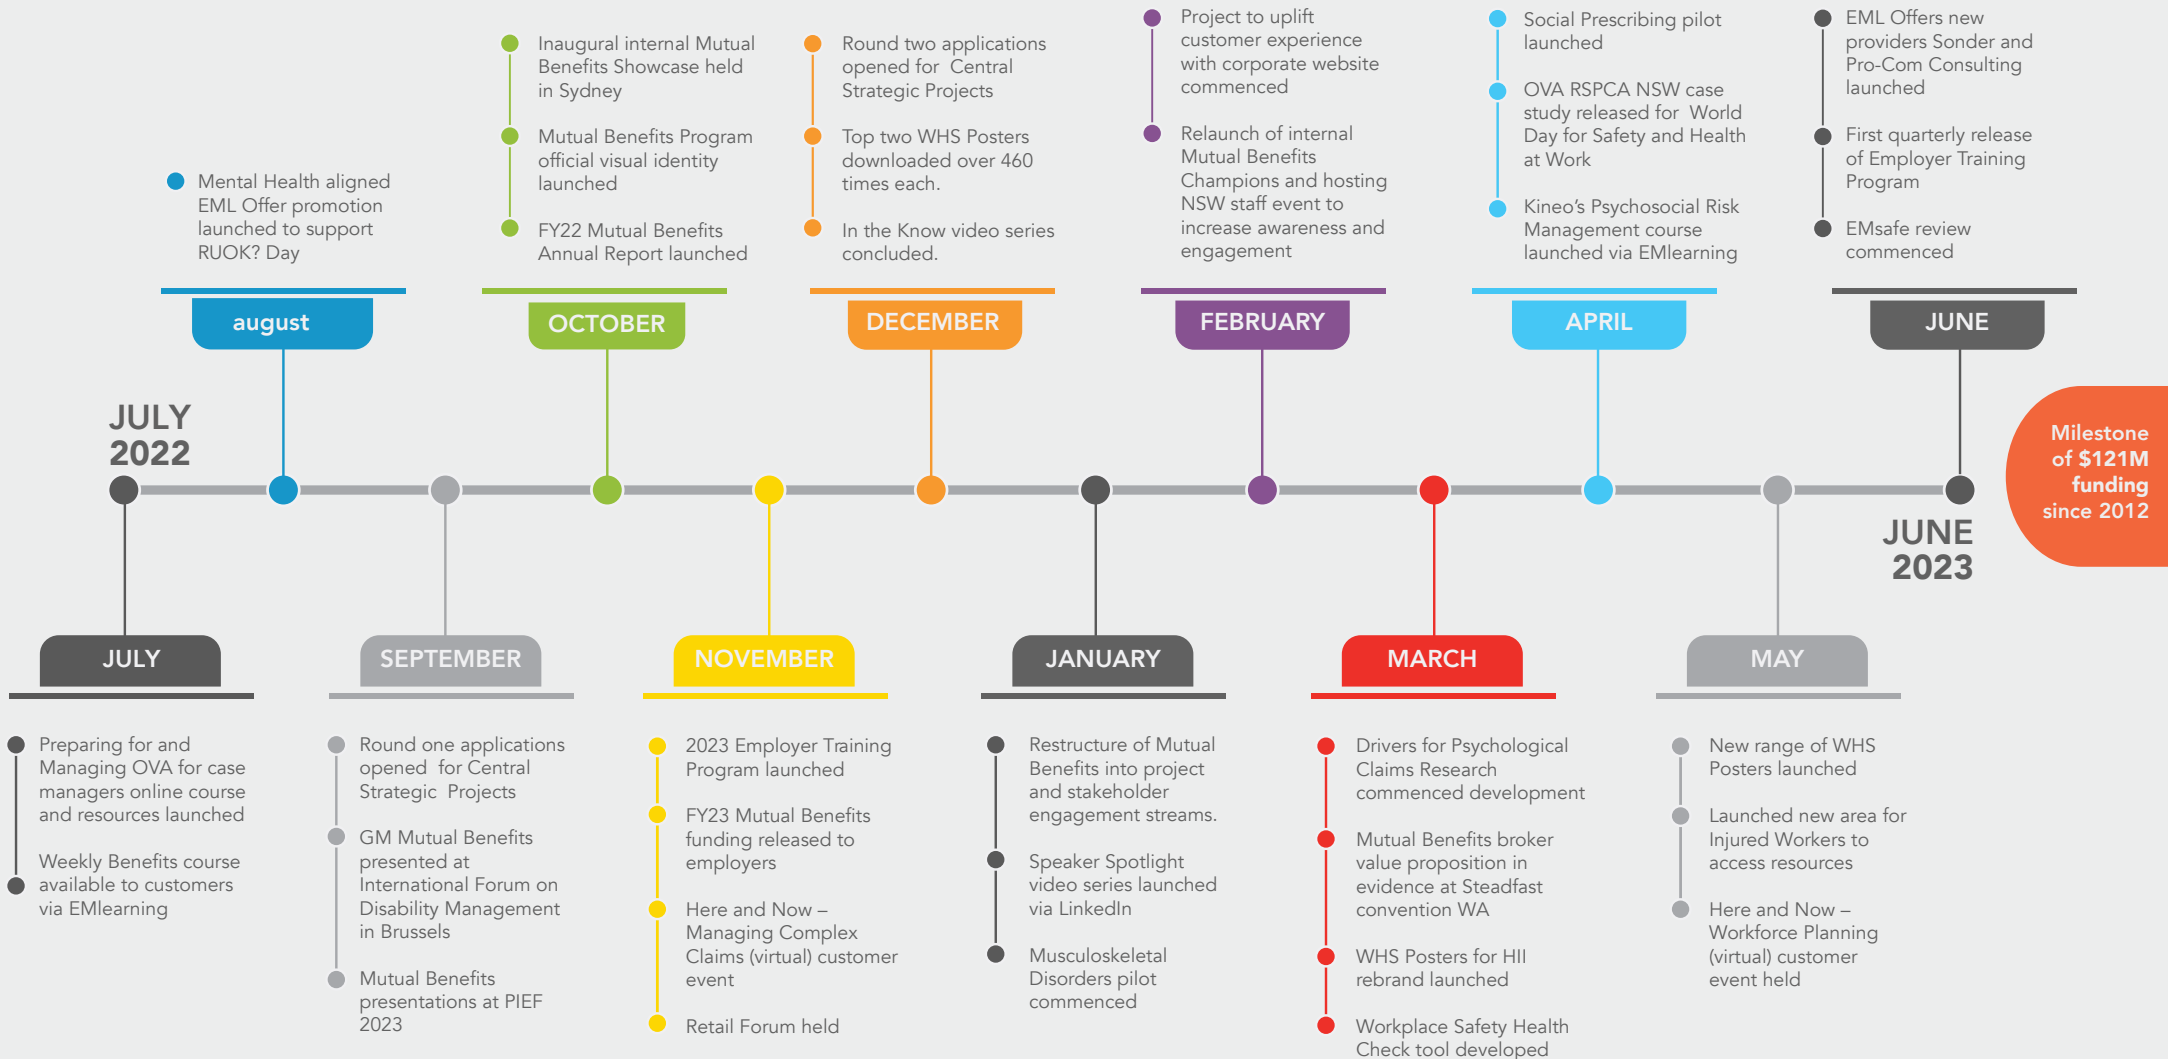 Mental Health aligned
EML Offer promotion
launched to support
RUOK? Day
august
Inaugural internal Mutual
Benefits Showcase held
in Sydney
Mutual Benefits Program
official visual identity
launched
FY22 Mutual Benefits
Annual Report launched
OCTOBER
Round two applications
opened for Central
Strategic Projects
Top two WHS Posters
downloaded over 460
times each.
In the Know video series
concluded.
DECEMBER
Project to uplift
customer experience
with corporate website
commenced
Relaunch of internal
Mutual Benefits
Champions and hosting
NSW staff event to
increase awareness and
engagement
FEBRUARY
Social Prescribing pilot
launched
OVA RSPCA NSW case
study released for World
Day for Safety and Health
at Work
Kineo’s Psychosocial Risk
Management course
launched via EMlearning
APRIL
EML Offers new
providers Sonder and
Pro-Com Consulting
launched
First quarterly release
of Employer Training
Program
EMsafe review
commenced
JUNE
JULY
2022
Milestone
of $121M
funding
since 2012
JUNE
2023
JULY
Preparing for and
Managing OVA for case
managers online course
and resources launched
Weekly Benefits course
available to customers
via EMlearning
SEPTEMBER
Round one applications
opened for Central
Strategic Projects
GM Mutual Benefits
presented at
International Forum on
Disability Management
in Brussels
Mutual Benefits
presentations at PIEF
2023
NOVEMBER
2023 Employer Training
Program launched
FY23 Mutual Benefits
funding released to
employers
Here and Now –
Managing Complex
Claims (virtual) customer
event
Retail Forum held
JANUARY
Restructure of Mutual
Benefits into project
and stakeholder
engagement streams.
Speaker Spotlight
video series launched
via LinkedIn
Musculoskeletal
Disorders pilot
commenced
MARCH
Drivers for Psychological
Claims Research
commenced development
Mutual Benefits broker
value proposition in
evidence at Steadfast
convention WA
WHS Posters for HII
rebrand launched
Workplace Safety Health
Check tool developed
MAY
New range of WHS
Posters launched
Launched new area for
Injured Workers to
access resources
Here and Now –
Workforce Planning
(virtual) customer
event held